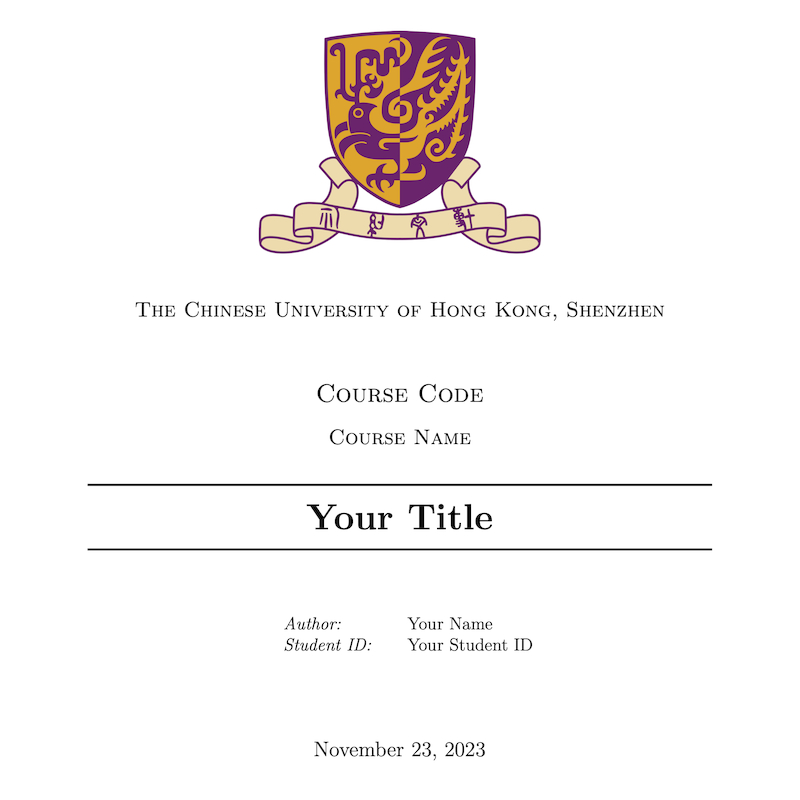 The Chinese University of Hong Kong, Shenzhen
Course Code
Course Name
Your Title
Author: Your Name
Student ID: Your Student ID
November 23, 2023